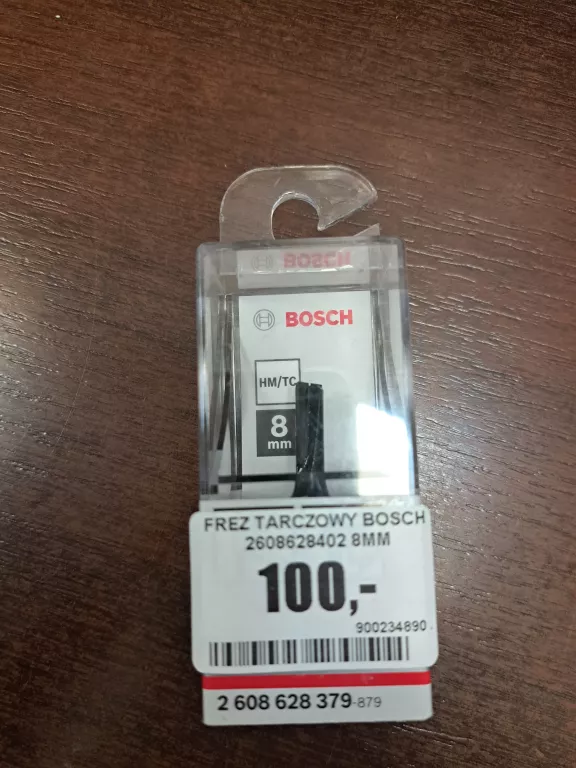 BOSCH
BOSCH
HM/TC
8
mm
FREZ TARCZOWY BOSCH
2608628402 8MM
100,-
900234890
2 608 628 379-879